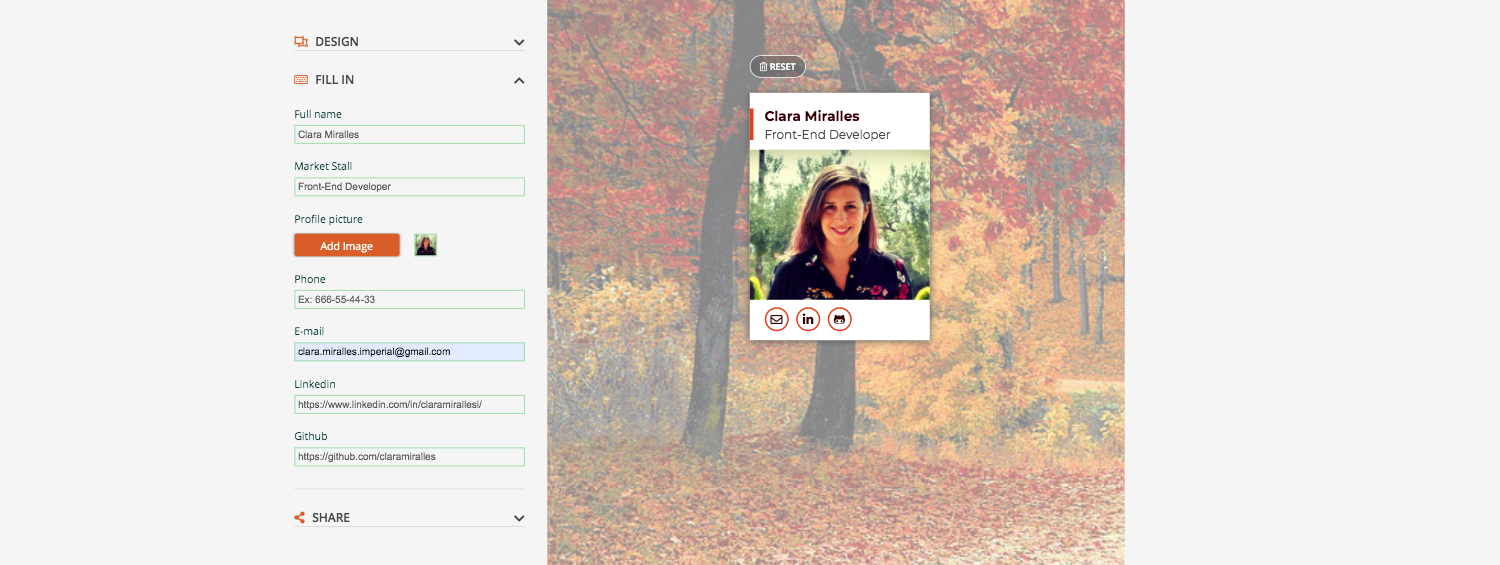 DESIGN
FILL IN
Full name
Clara Miralles
Market Stall
Front-End Developer
Profile picture
Add Image
Phone
Ex: 666-55-44-33
E-mail
clara.miralles.imperial@gmail.com
Linkedin
https://www.linkedin.com/in/claramirallesi/
Github
https://github.com/claramiralles
SHARE
RESET
Clara Miralles
Front-End Developer
in